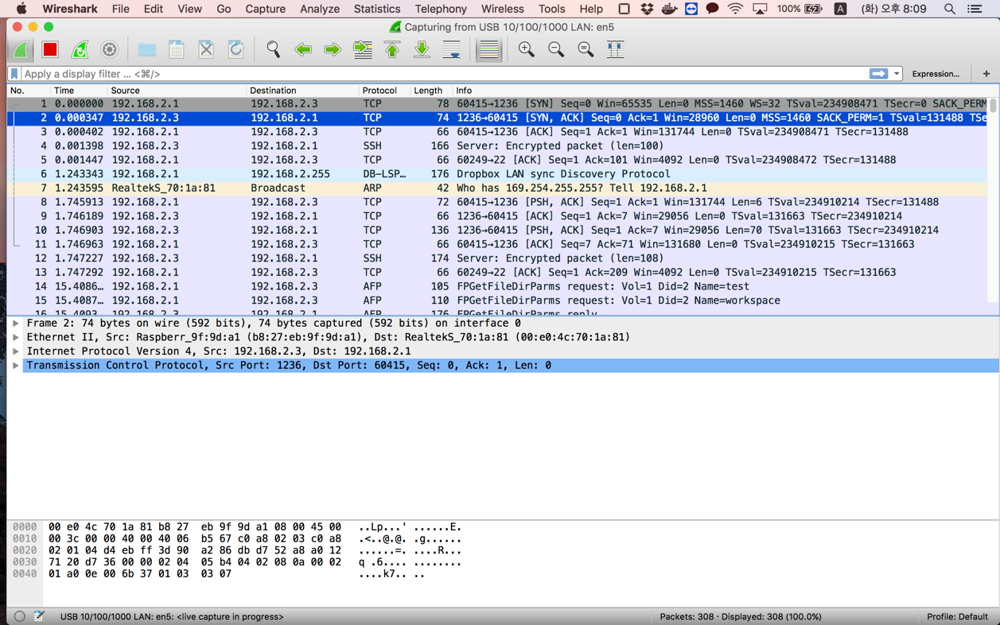 Wireshark File Edit View Go Capture Analyze Statistics Telephony Wireless Tools Help 100% A (화) 오후 8:09
Capturing from USB 10/100/1000 LAN: en5
Apply a display filter ... <⌘/> Expression... +
No. Time Source Destination Protocol Length Info
1 0.000000 192.168.2.1 192.168.2.3 TCP 78 60415→1236 [SYN] Seq=0 Win=65535 Len=0 MSS=1460 WS=32 TSval=234908471 TSecr=0 SACK_PERM
2 0.000347 192.168.2.3 192.168.2.1 TCP 74 1236→60415 [SYN, ACK] Seq=0 Ack=1 Win=28960 Len=0 MSS=1460 SACK_PERM=1 TSval=131488 TSe
3 0.000402 192.168.2.1 192.168.2.3 TCP 66 60415→1236 [ACK] Seq=1 Ack=1 Win=131744 Len=0 TSval=234908471 TSecr=131488
4 0.001398 192.168.2.3 192.168.2.1 SSH 166 Server: Encrypted packet (len=100)
5 0.001447 192.168.2.1 192.168.2.3 TCP 66 60249→22 [ACK] Seq=1 Ack=101 Win=4092 Len=0 TSval=234908472 TSecr=131488
6 1.243343 192.168.2.1 192.168.2.255 DB-LSP… 176 Dropbox LAN sync Discovery Protocol
7 1.243595 RealtekS_70:1a:81 Broadcast ARP 42 Who has 169.254.255.255? Tell 192.168.2.1
8 1.745913 192.168.2.1 192.168.2.3 TCP 72 60415→1236 [PSH, ACK] Seq=1 Ack=1 Win=131744 Len=6 TSval=234910214 TSecr=131488
9 1.746189 192.168.2.3 192.168.2.1 TCP 66 1236→60415 [ACK] Seq=1 Ack=7 Win=29056 Len=0 TSval=131663 TSecr=234910214
10 1.746903 192.168.2.3 192.168.2.1 TCP 136 1236→60415 [PSH, ACK] Seq=1 Ack=7 Win=29056 Len=70 TSval=131663 TSecr=234910214
11 1.746963 192.168.2.1 192.168.2.3 TCP 66 60415→1236 [ACK] Seq=7 Ack=71 Win=131680 Len=0 TSval=234910215 TSecr=131663
12 1.747227 192.168.2.3 192.168.2.1 SSH 174 Server: Encrypted packet (len=108)
13 1.747292 192.168.2.1 192.168.2.3 TCP 66 60249→22 [ACK] Seq=1 Ack=209 Win=4092 Len=0 TSval=234910215 TSecr=131663
14 15.4086… 192.168.2.1 192.168.2.3 AFP 105 FPGetFileDirParms request: Vol=1 Did=2 Name=test
15 15.4087… 192.168.2.1 192.168.2.3 AFP 110 FPGetFileDirParms request: Vol=1 Did=2 Name=workspace
16 15.4093 192.168.2.3 192.168.2.1 AFP 176 FPGetFileDirParms reply
Frame 2: 74 bytes on wire (592 bits), 74 bytes captured (592 bits) on interface 0
Ethernet II, Src: Raspberr_9f:9d:a1 (b8:27:eb:9f:9d:a1), Dst: RealtekS_70:1a:81 (00:e0:4c:70:1a:81)
Internet Protocol Version 4, Src: 192.168.2.3, Dst: 192.168.2.1
Transmission Control Protocol, Src Port: 1236, Dst Port: 60415, Seq: 0, Ack: 1, Len: 0
0000 00 e0 4c 70 1a 81 b8 27 eb 9f 9d a1 08 00 45 00 ..Lp...' ......E.
0010 00 3c 00 00 40 00 40 06 b5 67 c0 a8 02 03 c0 a8 .<..@.@. .g......
0020 02 01 04 d4 eb ff 3d 90 a2 86 db d7 52 a8 a0 12 ......=. ....R...
0030 71 20 d7 36 00 00 02 04 05 b4 04 02 08 0a 00 02 q .6.... ........
0040 01 a0 0e 00 6b 37 01 03 03 07 ....k7.. ..
USB 10/100/1000 LAN: en5: <live capture in progress> Packets: 308 · Displayed: 308 (100.0%) Profile: Default